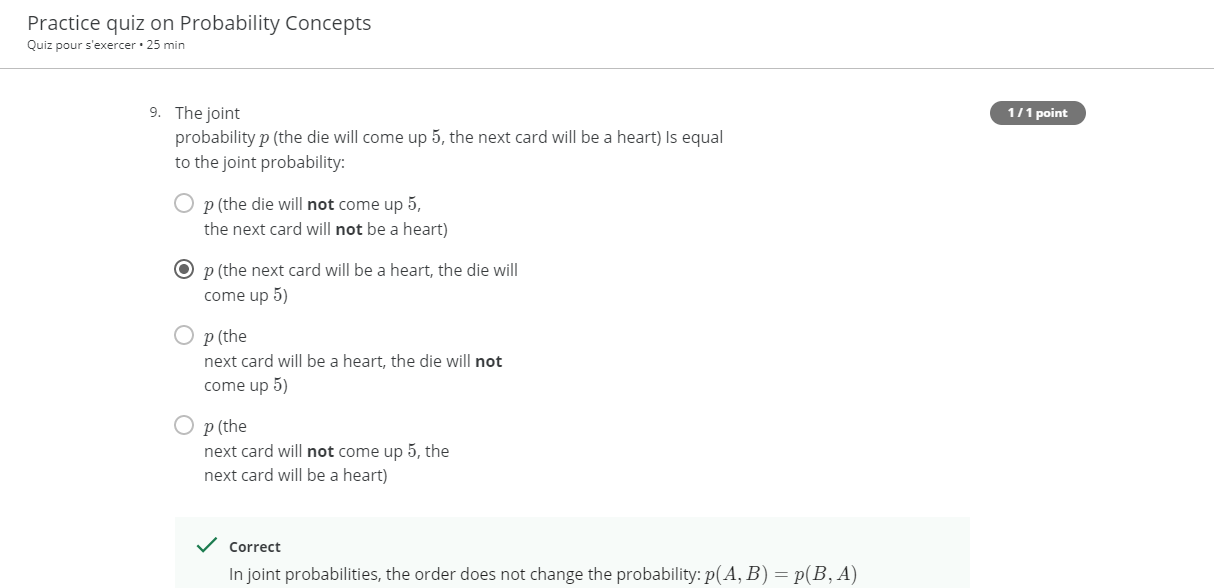 Practice quiz on Probability Concepts
Quiz pour s'exercer • 25 min
9. The joint
1 / 1 point
probability p (the die will come up 5, the next card will be a heart) Is equal
to the joint probability:
p (the die will not come up 5,
the next card will not be a heart)
p (the next card will be a heart, the die will
come up 5)
p (the
next card will be a heart, the die will not
come up 5)
p (the
next card will not come up 5, the
next card will be a heart)
Correct
In joint probabilities, the order does not change the probability: p(A, B) = p(B, A)